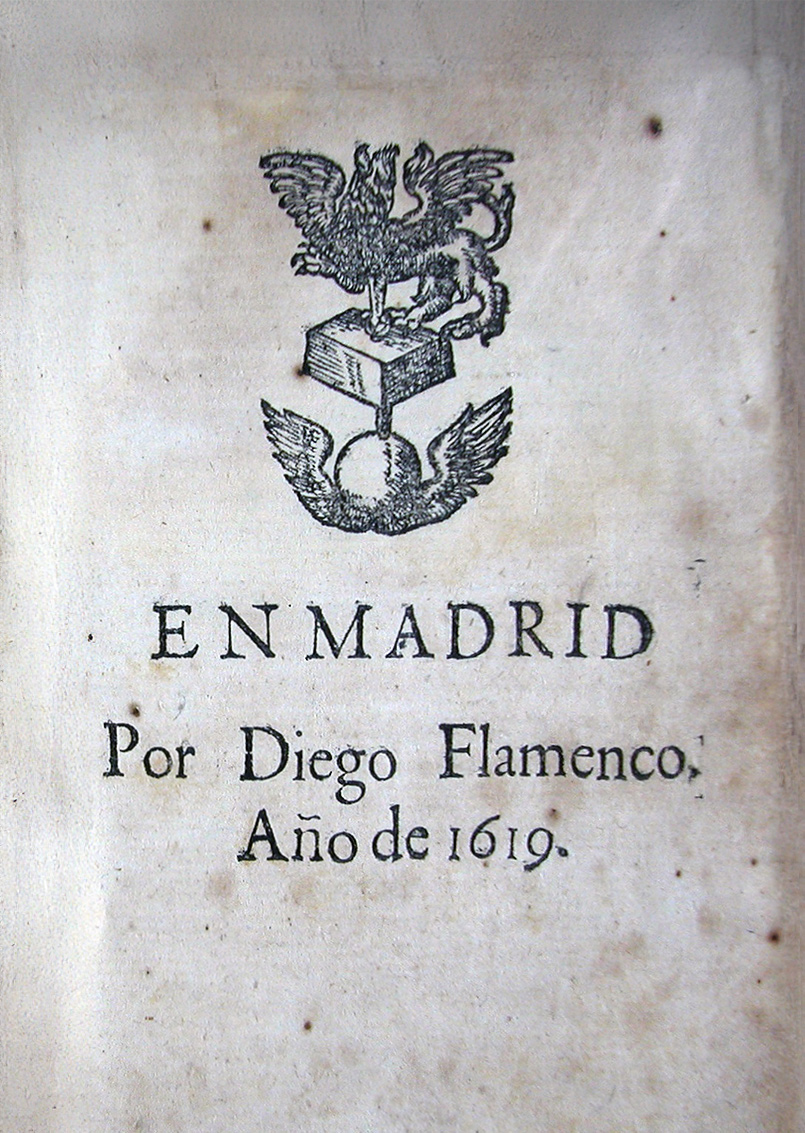 EN MADRID
Por Diego Flamenco.
Año de 1619.